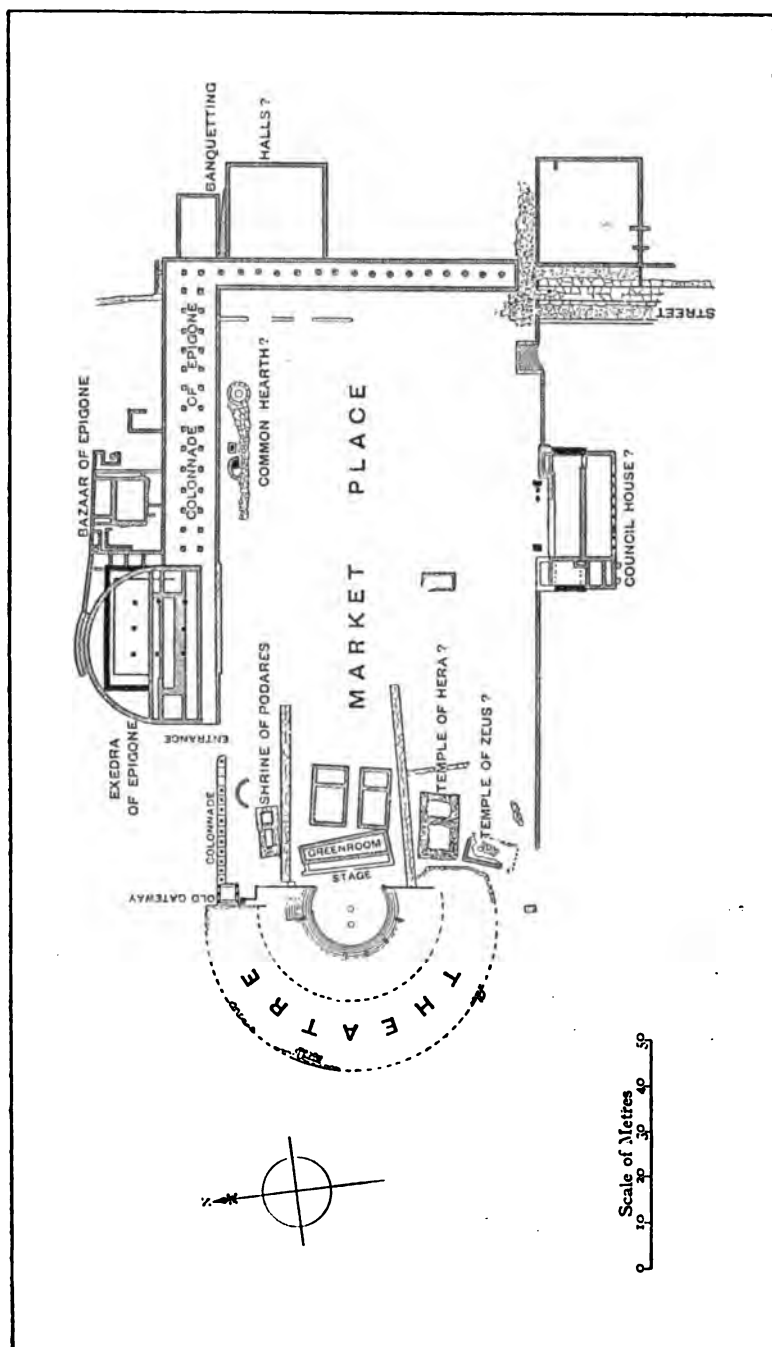 BANQUETTING
HALLS?
BAZAAR OF EPIGONE
COLONNADE OF EPIGONE
COMMON HEARTH?
EXEDRA
OF EPIGONE
ENTRANCE
MARKET PLACE
STREET
COUNCIL HOUSE?
COLONNADE
SHRINE OF PODARES
OLD GATEWAY
GREENROOM
STAGE
TEMPLE OF HERA?
TEMPLE OF ZEUS?
THEATRE
N
Scale of Metres
0 10 20 30 40 50